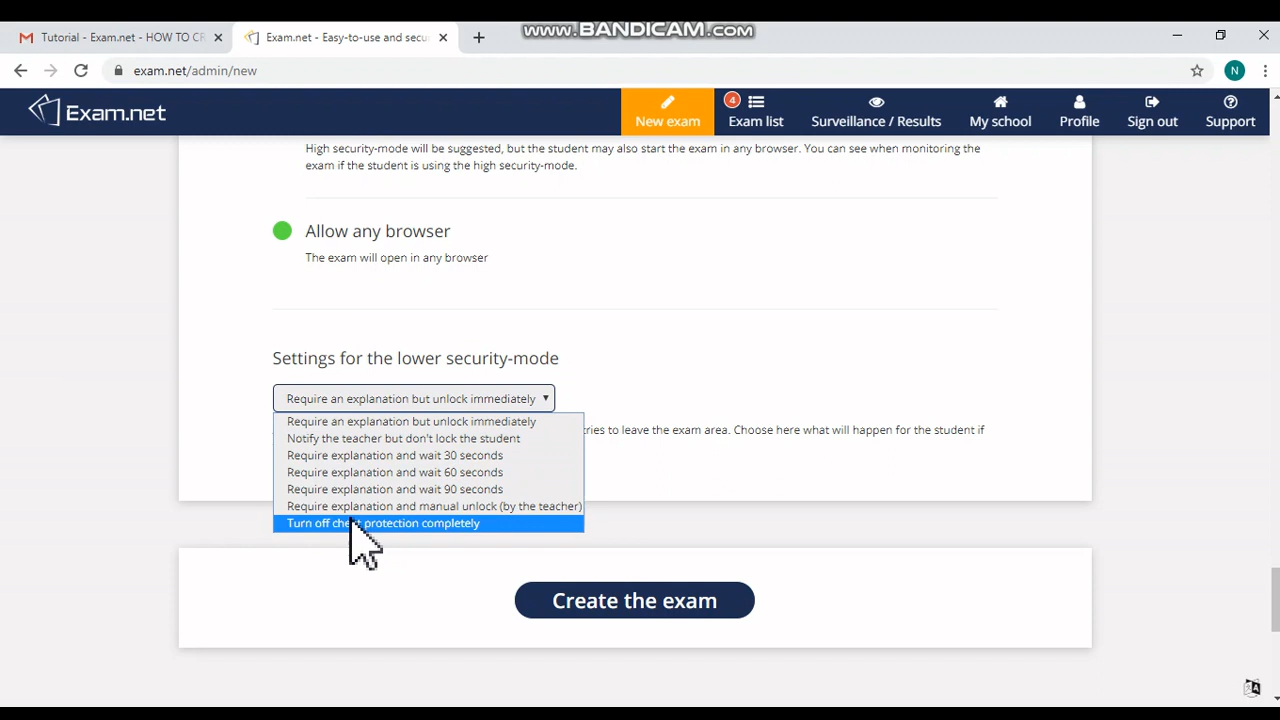 www.BANDICAM.com
Tutorial - Exam.net - HOW TO CR
Exam.net - Easy-to-use and secu
exam.net/admin/new
N
Exam.net
New exam
4
Exam list
Surveillance / Results
My school
Profile
Sign out
Support
High security-mode will be suggested, but the student may also start the exam in any browser. You can see when monitoring the
exam if the student is using the high security-mode.
Allow any browser
The exam will open in any browser
Settings for the lower security-mode
Require an explanation but unlock immediately
Require an explanation but unlock immediately
ries to leave the exam area. Choose here what will happen for the student if
Notify the teacher but don't lock the student
Require explanation and wait 30 seconds
Require explanation and wait 60 seconds
Require explanation and wait 90 seconds
Require explanation and manual unlock (by the teacher)
Turn off cheat protection completely
Create the exam